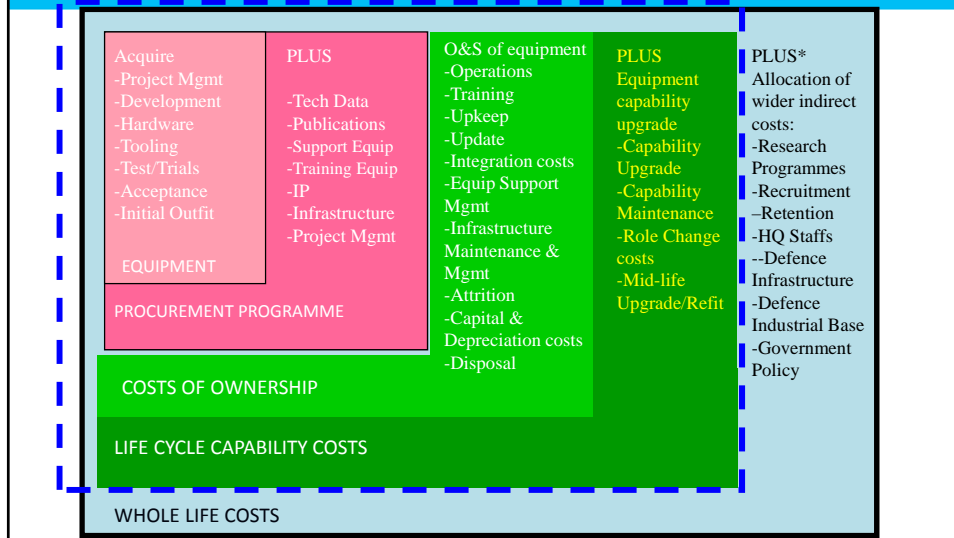 Acquire
-Project Mgmt
-Development
-Hardware
-Tooling
-Test/Trials
-Acceptance
-Initial Outfit
EQUIPMENT
PLUS
-Tech Data
-Publications
-Support Equip
-Training Equip
-IP
-Infrastructure
-Project Mgmt
PROCUREMENT PROGRAMME
O&S of equipment
-Operations
-Training
-Upkeep
-Update
-Integration costs
-Equip Support
Mgmt
-Infrastructure
Maintenance &
Mgmt
-Attrition
-Capital &
Depreciation costs
-Disposal
COSTS OF OWNERSHIP
PLUS
Equipment
capability
upgrade
-Capability
Upgrade
-Capability
Maintenance
-Role Change
costs
-Mid-life
Upgrade/Refit
LIFE CYCLE CAPABILITY COSTS
PLUS*
Allocation of
wider indirect
costs:
-Research
Programmes
-Recruitment
–Retention
-HQ Staffs
--Defence
Infrastructure
-Defence
Industrial Base
-Government
Policy
WHOLE LIFE COSTS